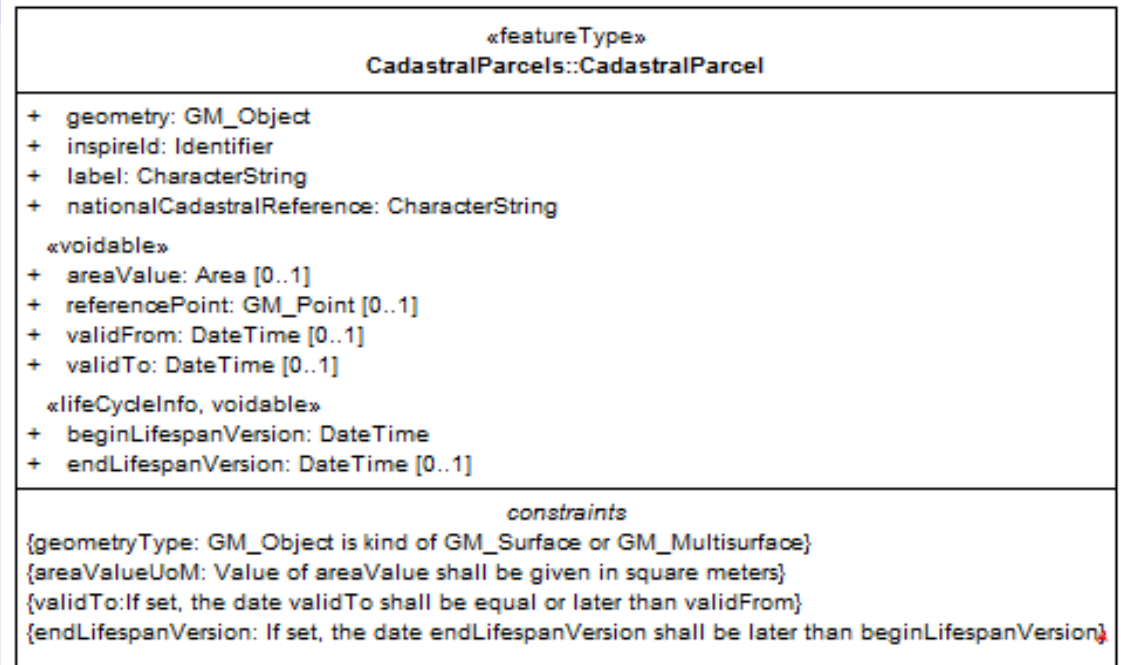 «featureType»
CadastralParcels::CadastralParcel
+ geometry: GM_Object
+ inspireId: Identifier
+ label: CharacterString
+ nationalCadastralReference: CharacterString
«voidable»
+ areaValue: Area [0..1]
+ referencePoint: GM_Point [0..1]
+ validFrom: DateTime [0..1]
+ validTo: DateTime [0..1]
«lifeCycleInfo, voidable»
+ beginLifespanVersion: DateTime
+ endLifespanVersion: DateTime [0..1]
constraints
{geometryType: GM_Object is kind of GM_Surface or GM_Multisurface}
{areaValueUoM: Value of areaValue shall be given in square meters}
{validTo:If set, the date validTo shall be equal or later than validFrom}
{endLifespanVersion: If set, the date endLifespanVersion shall be later than beginLifespanVersion}